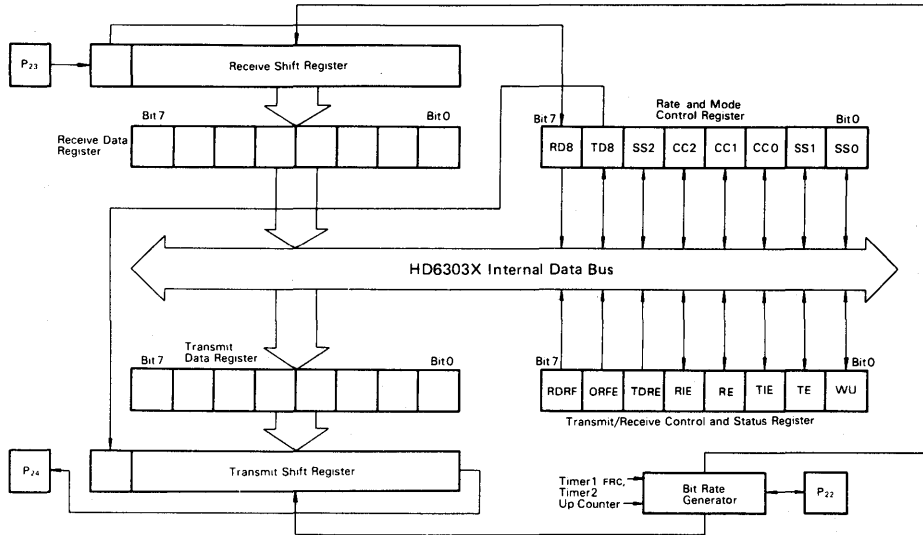 P23
Receive Shift Register
Bit 7
Bit 0
Receive Data
Register
Rate and Mode
Control Register
Bit 7
Bit 0
RD8 TD8 SS2 CC2 CC1 CC0 SS1 SS0
HD6303X Internal Data Bus
Transmit
Data Register
Bit 7
Bit 0
Bit 7
Bit 0
RDRF ORFE TDRE RIE RE TIE TE WU
Transmit/Receive Control and Status Register
P24
Transmit Shift Register
Timer1 FRC,
Timer2
Up Counter
Bit Rate
Generator
P22